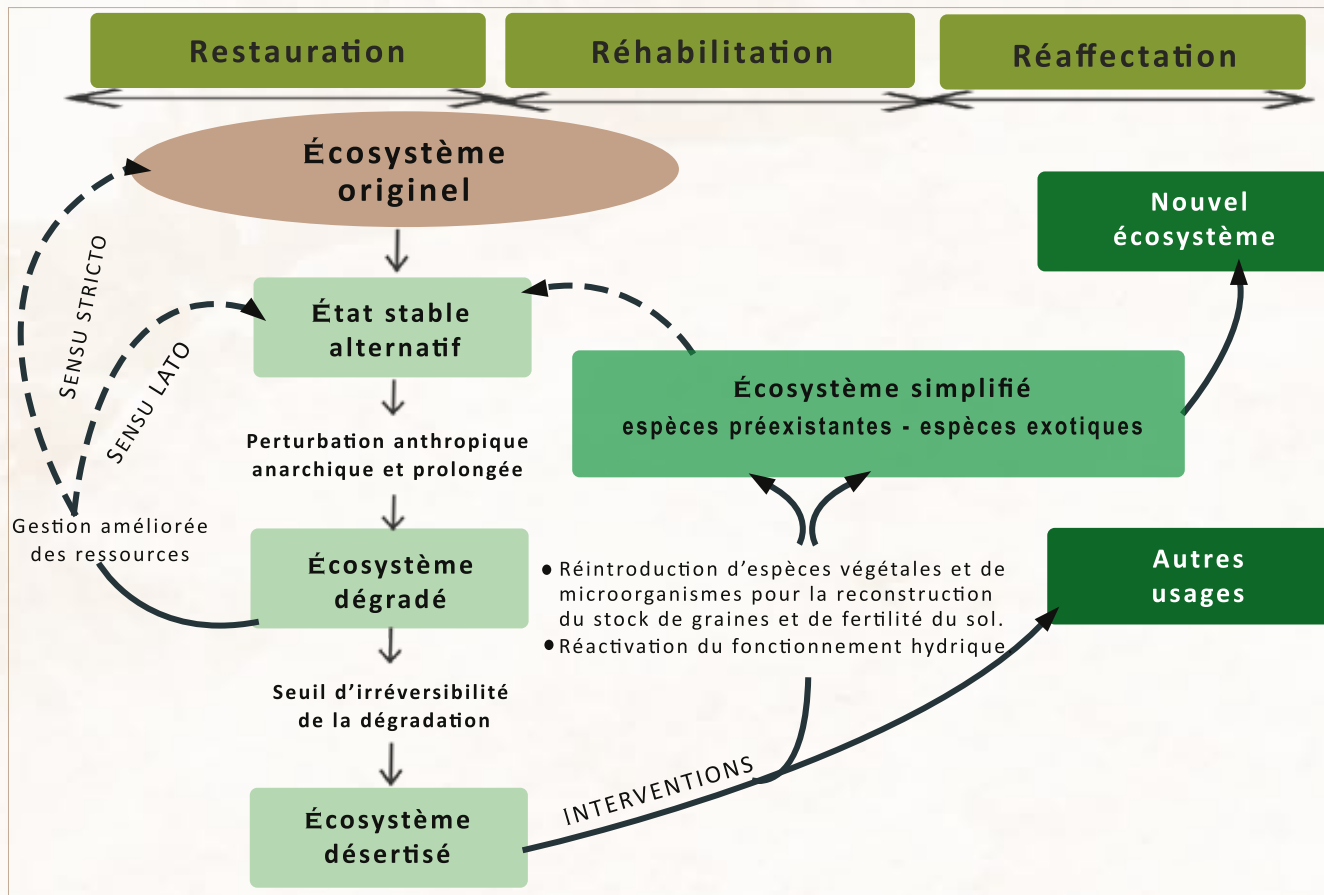 Restauration
Réhabilitation
Réaffectation
Écosystème
originel
Nouvel
écosystème
SENSU STRICTO
SENSU LATO
État stable
alternatif
Écosystème simplifié
espèces préexistantes - espèces exotiques
Perturbation anthropique
anarchique et prolongée
Gestion améliorée
des ressources
Écosystème
dégradé
• Réintroduction d’espèces végétales et de
microorganismes pour la reconstruction
du stock de graines et de fertilité du sol.
• Réactivation du fonctionnement hydrique.
Autres
usages
Seuil d’irréversibilité
de la dégradation
INTERVENTIONS
Écosystème
désertisé